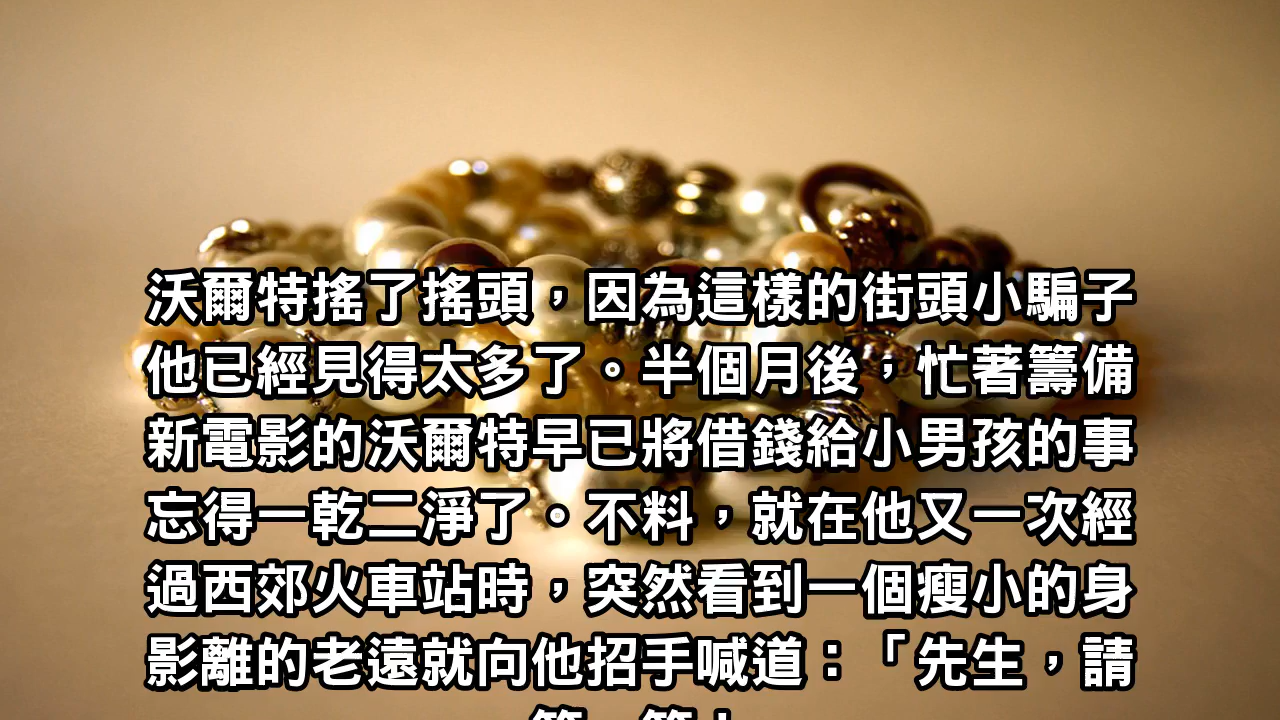 沃爾特搖了搖頭，因為這樣的街頭小騙子
他已經見得太多了。半個月後，忙著籌備
新電影的沃爾特早已將借錢給小男孩的事
忘得一乾二淨了。不料，就在他又一次經
過西郊火車站時，突然看到一個瘦小的身
影離的老遠就向他招手喊道：「先生，請